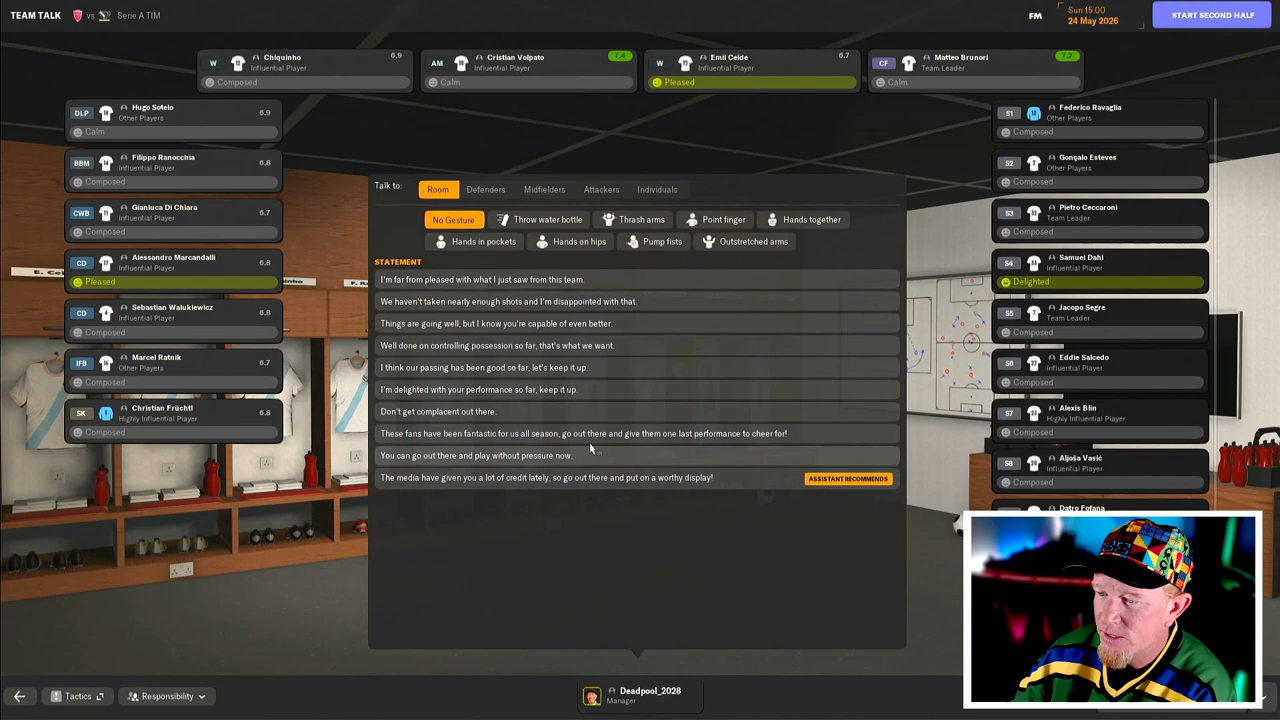 TEAM TALK
vs
Serie A TIM
FM
Sun 15:00
24 May 2026
START SECOND HALF
W
Chiquinho
6.9
Influential Player
Composed
AM
Cristian Volpato
7.4
Influential Player
Calm
W
Emil Ceide
6.7
Influential Player
Pleased
CF
Matteo Brunori
7.2
Team Leader
Calm
DLP
Hugo Sotelo
6.9
Other Players
Calm
BBM
Filippo Ranocchia
6.8
Influential Player
Composed
CWB
Gianluca Di Chiara
6.7
Influential Player
Composed
CD
Alessandro Marcandalli
6.8
Influential Player
Pleased
CD
Sebastian Walukiewicz
6.8
Influential Player
Composed
IFB
Marcel Ratnik
6.7
Other Players
Composed
SK
Christian Früchtl
6.8
Highly Influential Player
Composed
Talk to:
Room
Defenders
Midfielders
Attackers
Individuals
No Gesture
Throw water bottle
Thrash arms
Point finger
Hands together
Hands in pockets
Hands on hips
Pump fists
Outstretched arms
STATEMENT
I'm far from pleased with what I just saw from this team.
We haven't taken nearly enough shots and I'm disappointed with that.
Things are going well, but I know you're capable of even better.
Well done on controlling possession so far, that's what we want.
I think our passing has been good so far, let's keep it up.
I'm delighted with your performance so far, keep it up.
Don't get complacent out there.
These fans have been fantastic for us all season, go out there and give them one last performance to cheer for!
You can go out there and play without pressure now.
The media have given you a lot of credit lately, so go out there and put on a worthy display!
ASSISTANT RECOMMENDS
S1
Federico Ravaglia
Other Players
Composed
S2
Gonçalo Esteves
Other Players
Composed
S3
Pietro Ceccaroni
Team Leader
Composed
S4
Samuel Dahl
Influential Player
Delighted
S5
Jacopo Segre
Team Leader
Composed
S6
Eddie Salcedo
Influential Player
Composed
S7
Alexis Blin
Highly Influential Player
Composed
S8
Aljoša Vasić
Influential Player
Composed
Datro Fofana
Tactics
Responsibility
Deadpool_2028
Manager